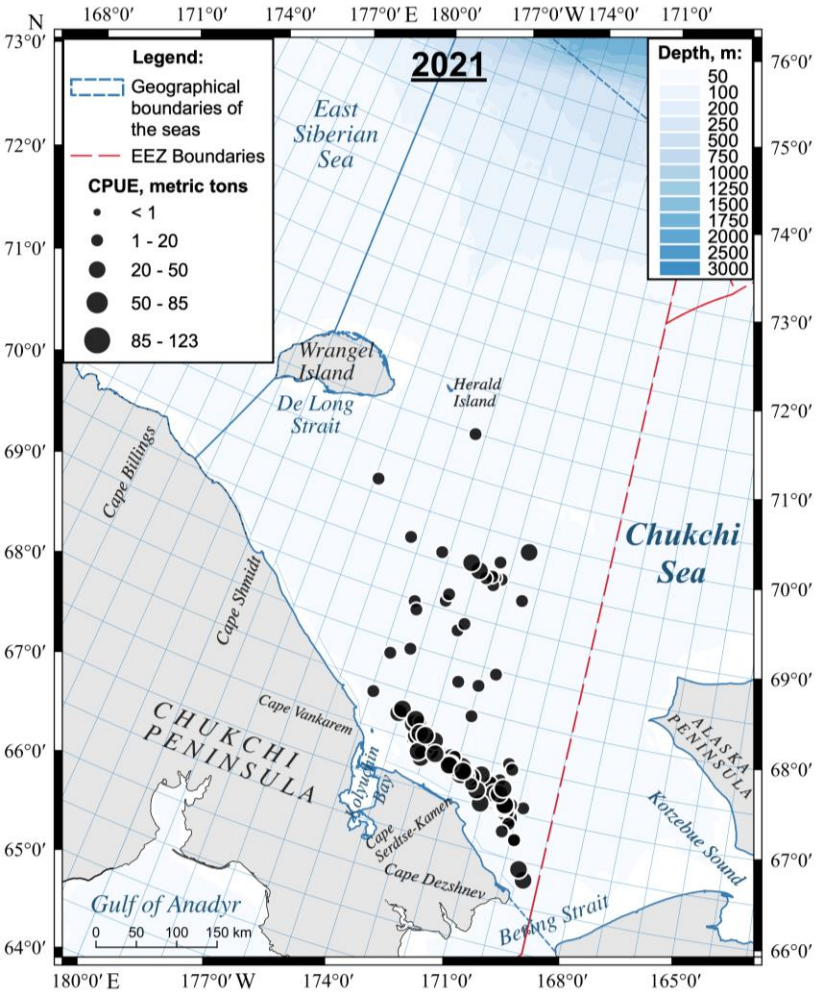 N
168°0′ 171°0′ 174°0′ 177°0′ E 180°0′ 177°0′W 174°0′ 171°0′
73°0′
72°0′
71°0′
70°0′
69°0′
68°0′
67°0′
66°0′
65°0′
64°0′
Legend:
Geographical
boundaries of
the seas
EEZ Boundaries
CPUE, metric tons
< 1
1 - 20
20 - 50
50 - 85
85 - 123
2021
East
Siberian
Sea
Depth, m:
50
100
200
250
500
750
1000
1250
1500
1750
2000
2500
3000
76°0′
75°0′
74°0′
73°0′
72°0′
71°0′
70°0′
69°0′
68°0′
67°0′
66°0′
Wrangel
Island
De Long
Strait
Herald
Island
Cape Billings
Chukchi
Sea
Cape Shmidt
Cape Vankarem
CHUKCHI
PENINSULA
ALASKA
PENINSULA
Kolyuchin
Bay
Cape
Serdtse-Kamen
Kotzebue Sound
Cape Dezshnev
Gulf of Anadyr
Bering Strait
0 50 100 150 km
180°0′ E 177°0′ W 174°0′ 171°0′ 168°0′ 165°0′